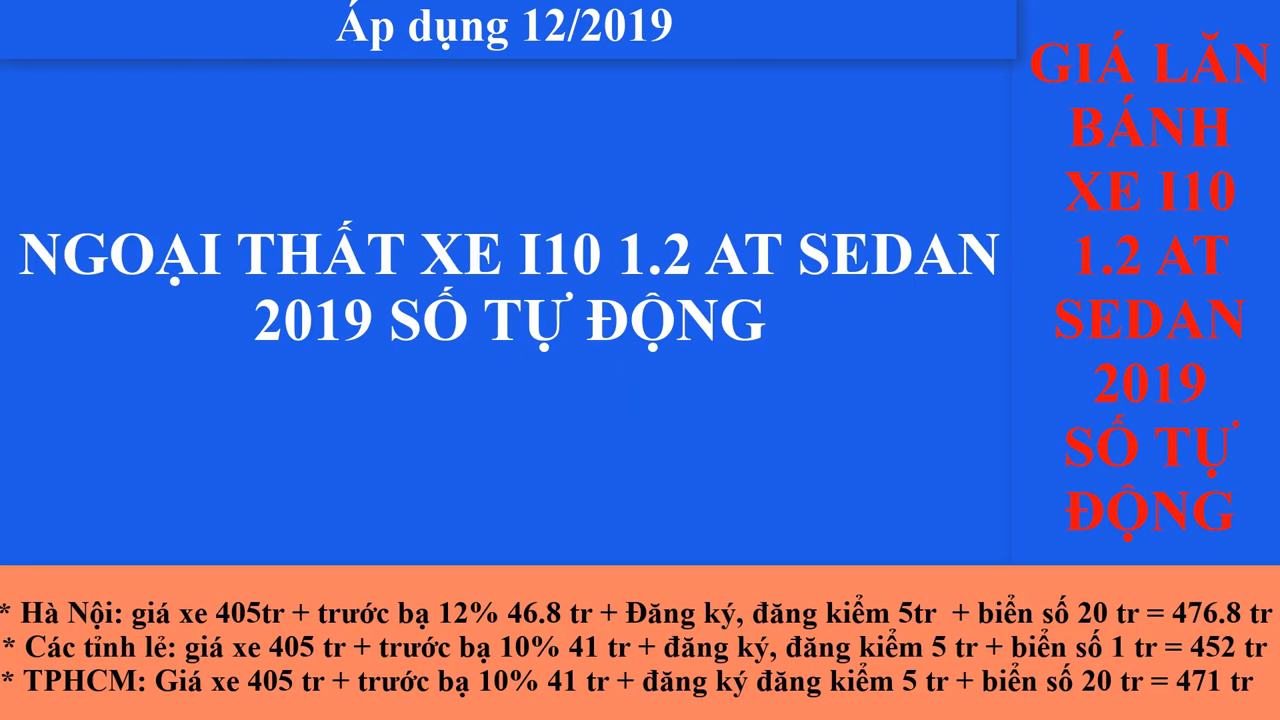 Áp dụng 12/2019
NGOẠI THẤT XE I10 1.2 AT SEDAN
2019 SỐ TỰ ĐỘNG
GIÁ LĂN
BÁNH
XE I10
1.2 AT
SEDAN
2019
SỐ TỰ
ĐỘNG
* Hà Nội: giá xe 405tr + trước bạ 12% 46.8 tr + Đăng ký, đăng kiểm 5tr + biển số 20 tr = 476.8 tr
* Các tỉnh lẻ: giá xe 405 tr + trước bạ 10% 41 tr + đăng ký, đăng kiểm 5 tr + biển số 1 tr = 452 tr
* TPHCM: Giá xe 405 tr + trước bạ 10% 41 tr + đăng ký đăng kiểm 5 tr + biển số 20 tr = 471 tr